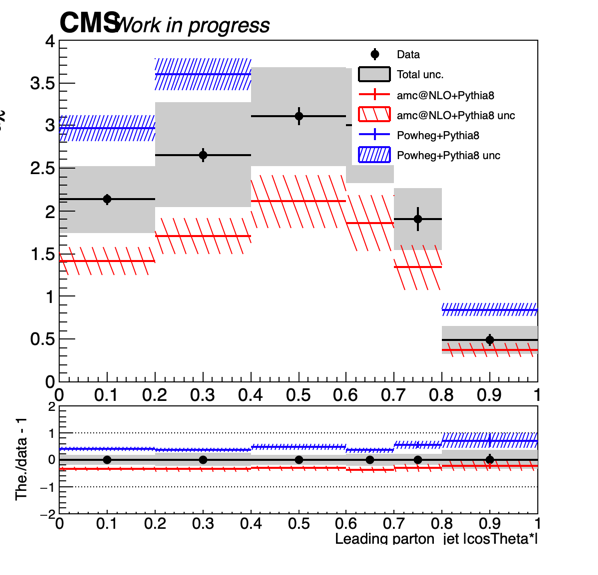 CMS Work in progress
4
3.5
3
2.5
2
1.5
1
0.5
0
Data
Total unc.
amc@NLO+Pythia8
amc@NLO+Pythia8 unc
Powheg+Pythia8
Powheg+Pythia8 unc
0 0.1 0.2 0.3 0.4 0.5 0.6 0.7 0.8 0.9 1
The./data - 1
2
1
0
−1
−2
0 0.1 0.2 0.3 0.4 0.5 0.6 0.7 0.8 0.9 1
Leading parton jet |cosTheta*|